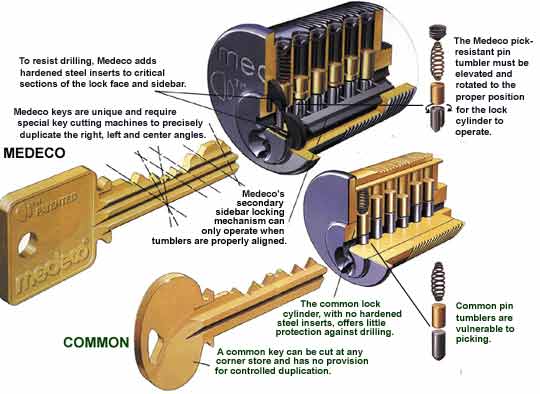 To resist drilling, Medeco adds
hardened steel inserts to critical
sections of the lock face and sidebar.
Medeco keys are unique and require
special key cutting machines to precisely
duplicate the right, left and center angles.
MEDECO
The Medeco pick-
resistant pin
tumbler must be
elevated and
rotated to the
proper position
for the lock
cylinder to
operate.
Medeco's
secondary
sidebar locking
mechanism can
only operate when
tumblers are properly aligned.
PATENTED
medeco
COMMON
The common lock
cylinder, with no hardened
steel inserts, offers little
protection against drilling.
A common key can be cut at any
corner store and has no provision
for controlled duplication.
Common pin
tumblers are
vulnerable to
picking.